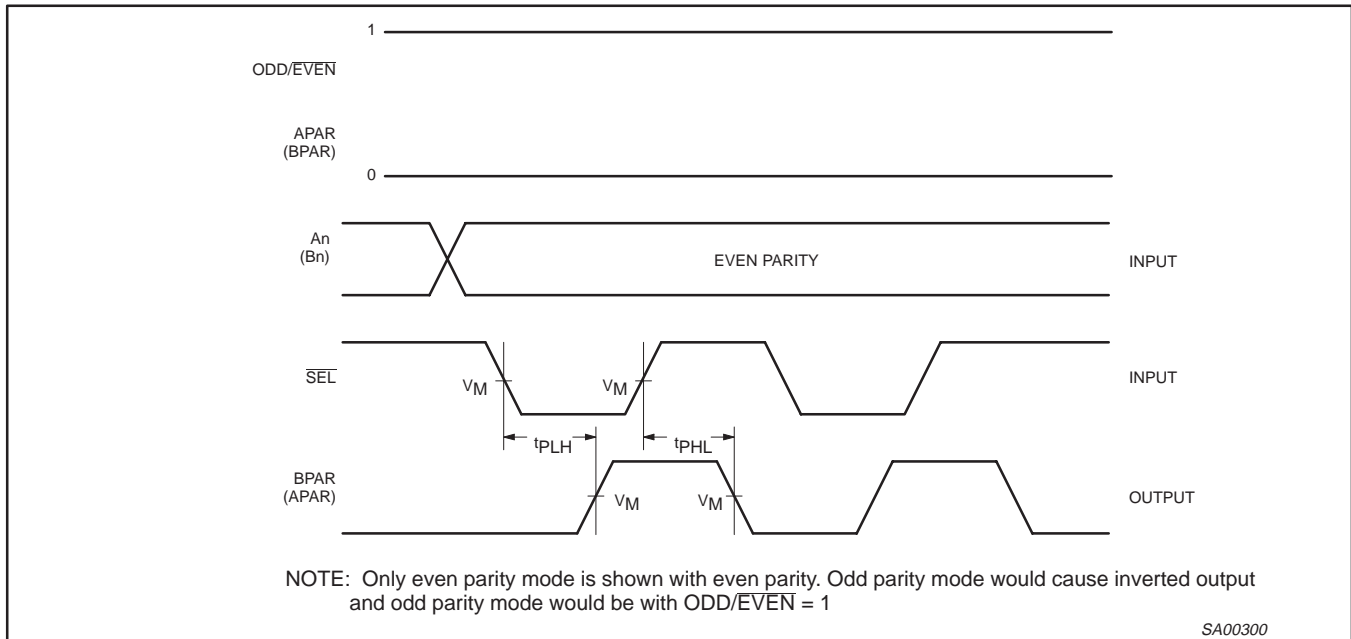 1
ODD/EVEN
APAR
(BPAR)
0
An
(Bn)
EVEN PARITY
INPUT
SEL
VM
VM
INPUT
tPLH
tPHL
BPAR
(APAR)
VM
VM
OUTPUT
NOTE: Only even parity mode is shown with even parity. Odd parity mode would cause inverted output
and odd parity mode would be with ODD/EVEN = 1
SA00300